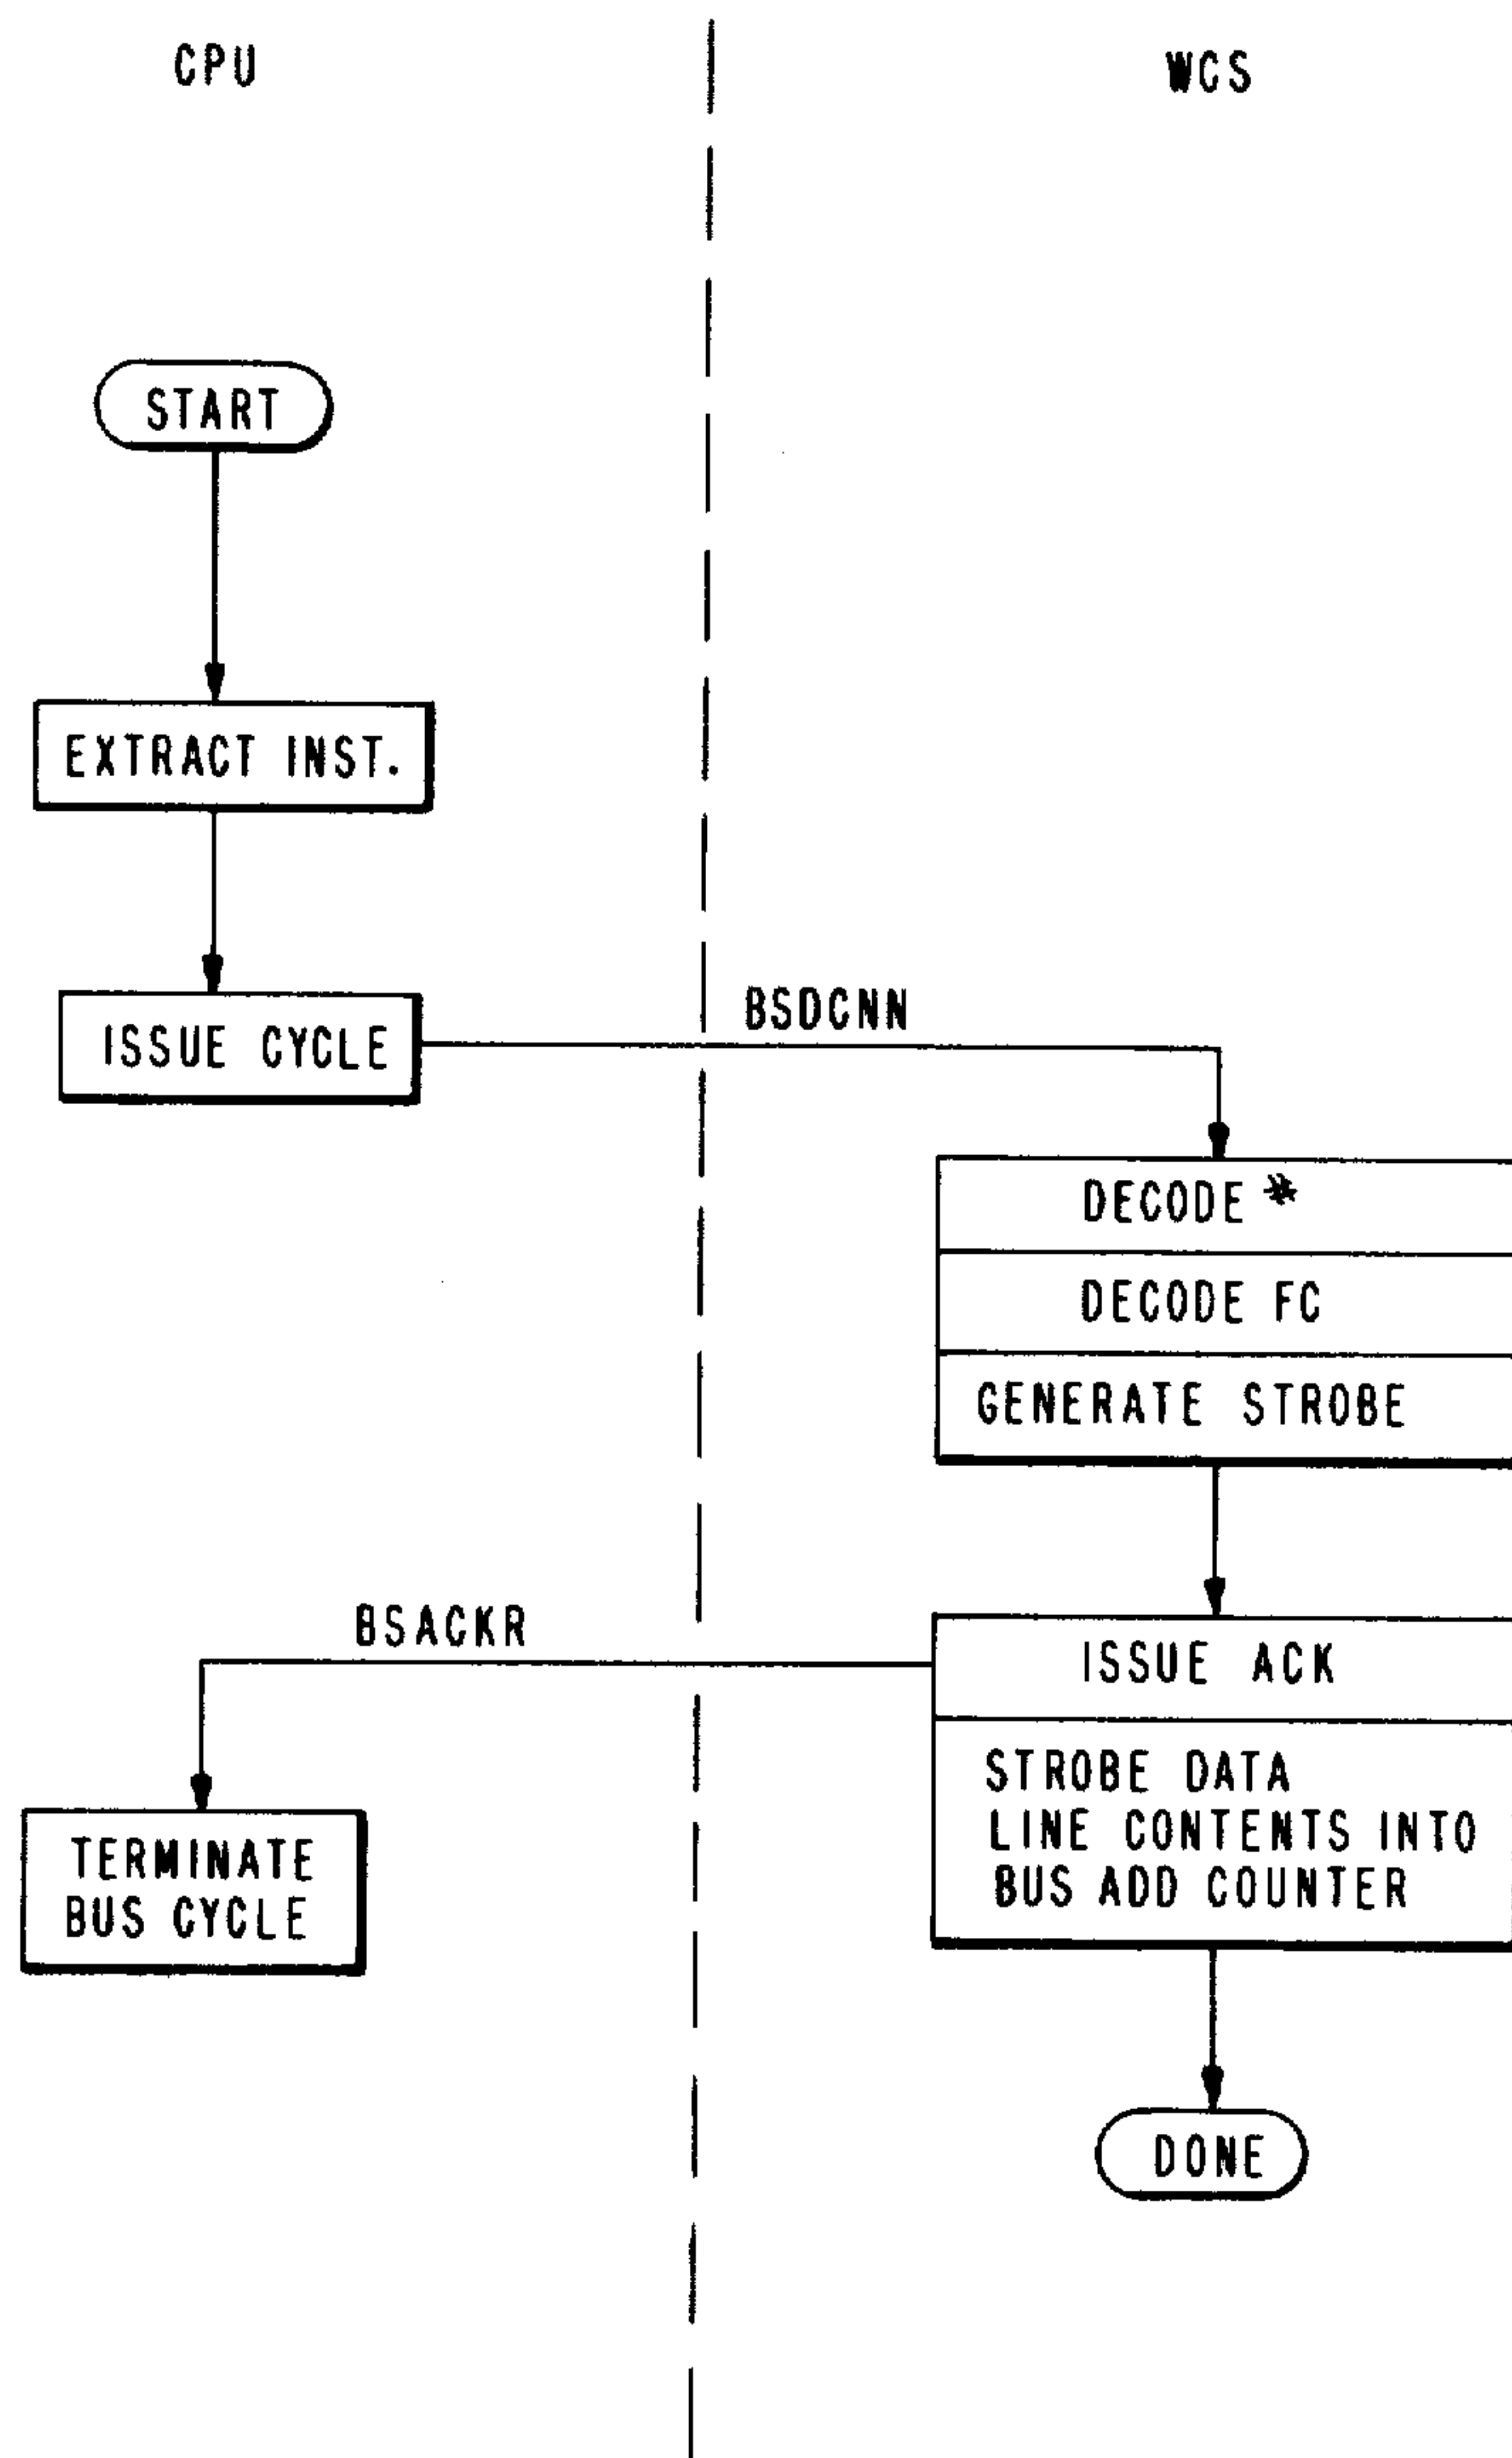 CPU
WCS
START
EXTRACT INST.
ISSUE CYCLE
BSDCNN
DECODE *
DECODE FC
GENERATE STROBE
BSACKR
ISSUE ACK
STROBE DATA
LINE CONTENTS INTO
BUS ADD COUNTER
TERMINATE
BUS CYCLE
DONE